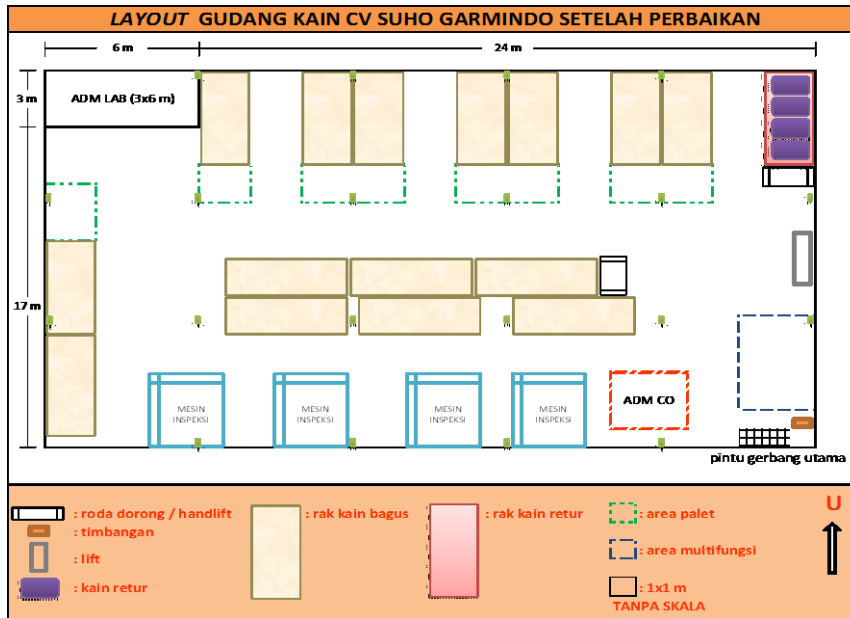 LAYOUT GUDANG KAIN CV SUHO GARMINDO SETELAH PERBAIKAN
6 m
24 m
3 m
ADM LAB (3x6 m)
17 m
MESIN
INSPEKSI
MESIN
INSPEKSI
MESIN
INSPEKSI
MESIN
INSPEKSI
ADM CO
pintu gerbang utama
: roda dorong / handlift
: timbangan
: lift
: kain retur
: rak kain bagus
: rak kain retur
: area palet
: area multifungsi
: 1x1 m
TANPA SKALA
U